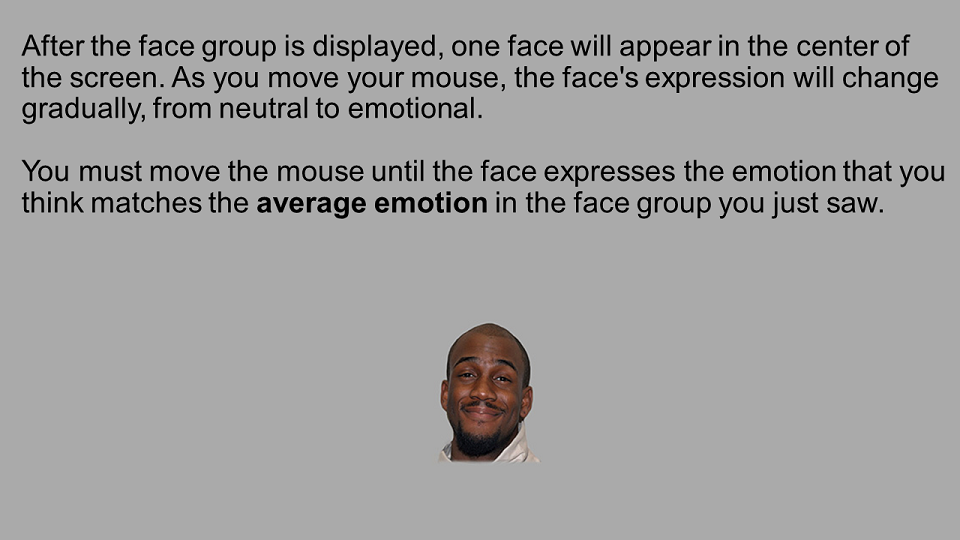 After the face group is displayed, one face will appear in the center of
the screen. As you move your mouse, the face's expression will change
gradually, from neutral to emotional.
You must move the mouse until the face expresses the emotion that you
think matches the average emotion in the face group you just saw.